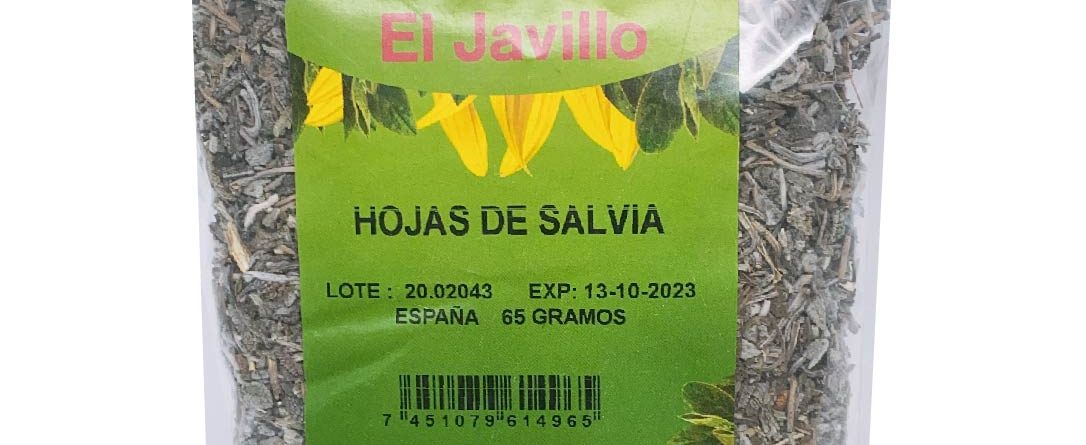 El Javillo
HOJAS DE SALVIA
LOTE : 20.02043 EXP: 13-10-2023
ESPAÑA 65 GRAMOS
7 451079 614965